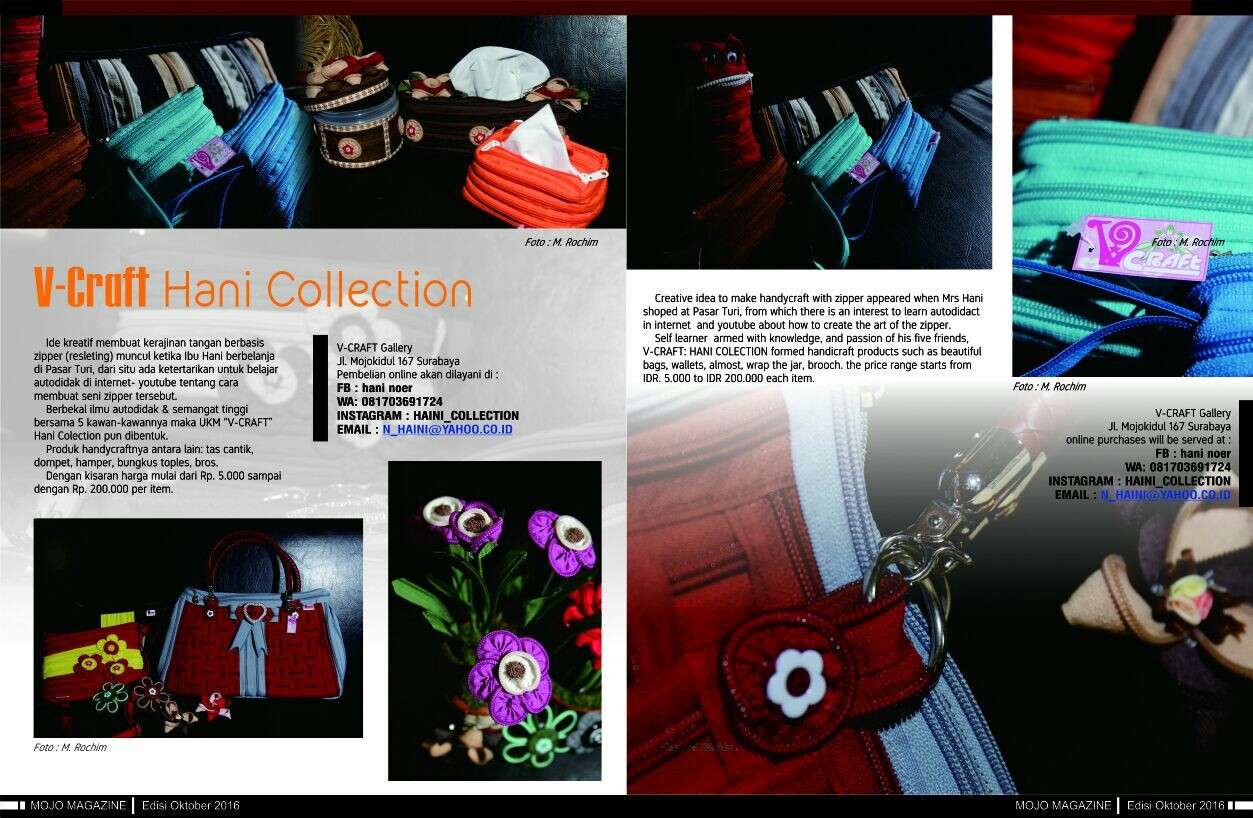 Foto : M. Rochim
V-Craft Hani Collection
Ide kreatif membuat kerajinan tangan berbasis
zipper (resleting) muncul ketika Ibu Hani berbelanja
di Pasar Turi, dari situ ada ketertarikan untuk belajar
autodidak di internet- youtube tentang cara
membuat seni zipper tersebut.
Berbekal ilmu autodidak & semangat tinggi
bersama 5 kawan-kawannya maka UKM "V-CRAFT"
Hani Colection pun dibentuk.
Produk handycraftnya antara lain: tas cantik,
dompet, hamper, bungkus toples, bros.
Dengan kisaran harga mulai dari Rp. 5.000 sampai
dengan Rp. 200.000 per item.
V-CRAFT Gallery
Jl. Mojokidul 167 Surabaya
Pembelian online akan dilayani di :
FB : hani noer
WA: 081703691724
INSTAGRAM : HAINI_COLLECTION
EMAIL : N_HAINI@YAHOO.CO.ID
Foto : M. Rochim
MOJO MAGAZINE Edisi Oktober 2016
V CRAFT
Foto : M. Rochim
Creative idea to make handycraft with zipper appeared when Mrs Hani
shoped at Pasar Turi, from which there is an interest to learn autodidact
in internet and youtube about how to create the art of the zipper.
Self learner armed with knowledge, and passion of his five friends,
V-CRAFT: HANI COLECTION formed handicraft products such as beautiful
bags, wallets, almost, wrap the jar, brooch. the price range starts from
IDR. 5.000 to IDR 200.000 each item.
Foto : M. Rochim
V-CRAFT Gallery
Jl. Mojokidul 167 Surabaya
online purchases will be served at :
FB : hani noer
WA: 081703691724
INSTAGRAM : HAINI_COLLECTION
EMAIL : N_HAINI@YAHOO.CO.ID
Foto : M. Rochim
MOJO MAGAZINE Edisi Oktober 2016